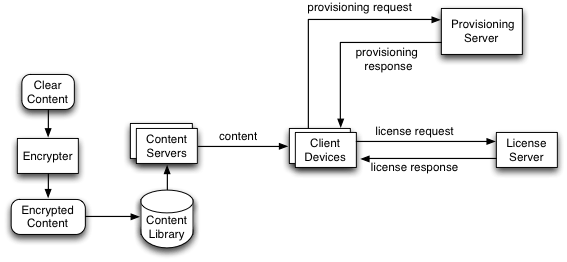 provisioning request
Provisioning
Server
provisioning
response
Clear
Content
Encrypter
Encrypted
Content
Content
Servers
content
Content
Library
Client
Devices
license request
license response
License
Server